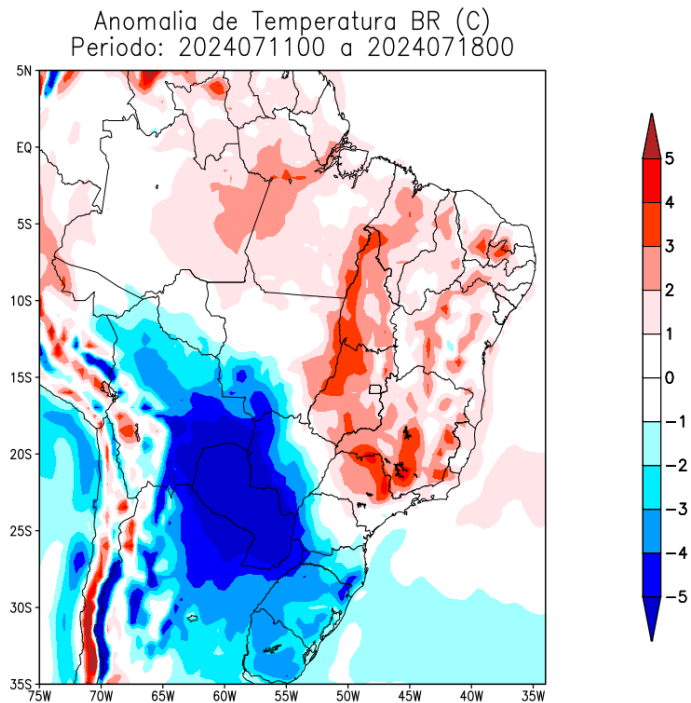 Anomalia de Temperatura BR (C)
Periodo: 2024071100 a 2024071800
5N
EQ
5S
10S
15S
20S
25S
30S
35S
75W 70W 65W 60W 55W 50W 45W 40W 35W
5
4
3
2
1
0
-1
-2
-3
-4
-5